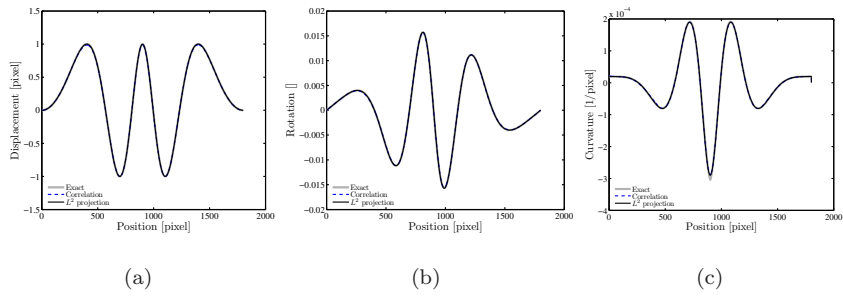 Displacement [pixel]
1.5
1
0.5
0
−0.5
−1
−1.5
Exact
Correlation
L² projection
0
500
1000
1500
2000
Position [pixel]
(a)
Rotation []
0.02
0.015
0.01
0.005
0
−0.005
−0.01
−0.015
−0.02
Exact
Correlation
L² projection
0
500
1000
1500
2000
Position [pixel]
(b)
Curvature [1/pixel]
x 10⁻⁴
2
1
0
−1
−2
−3
−4
Exact
Correlation
L² projection
0
500
1000
1500
2000
Position [pixel]
(c)